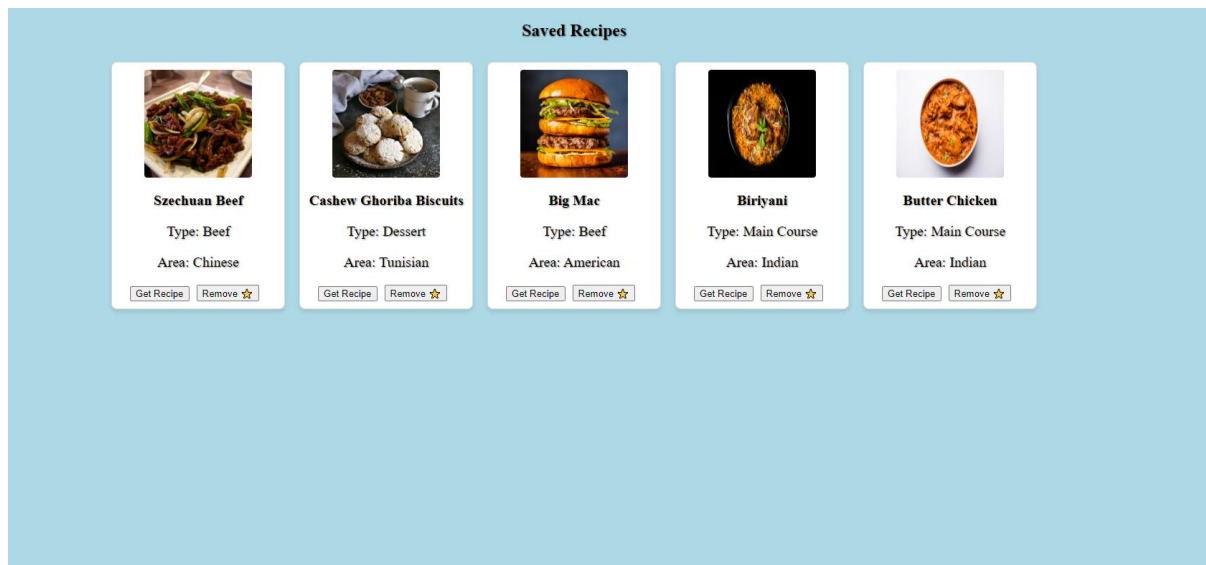 Saved Recipes
Szechuan Beef
Type: Beef
Area: Chinese
Get Recipe Remove ⭐
Cashew Ghoriba Biscuits
Type: Dessert
Area: Tunisian
Get Recipe Remove ⭐
Big Mac
Type: Beef
Area: American
Get Recipe Remove ⭐
Biriyani
Type: Main Course
Area: Indian
Get Recipe Remove ⭐
Butter Chicken
Type: Main Course
Area: Indian
Get Recipe Remove ⭐